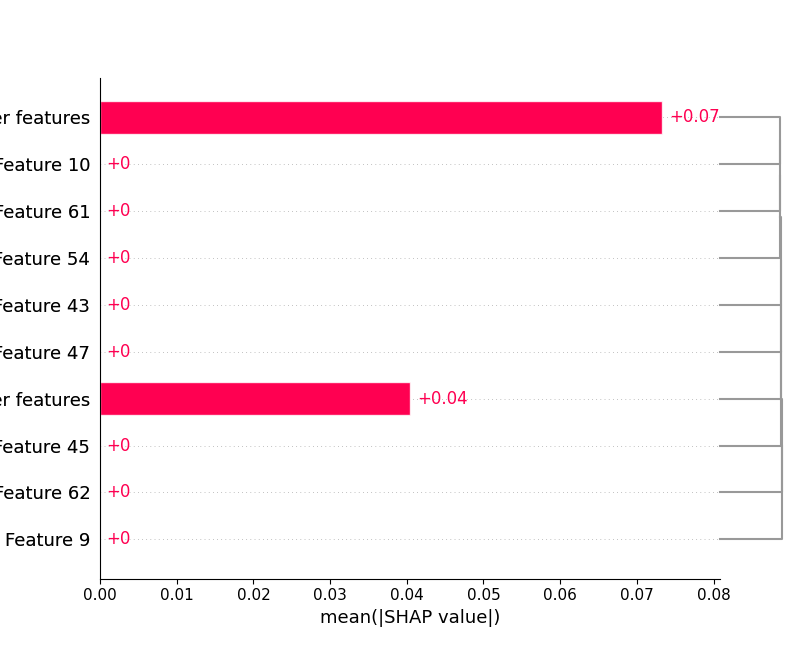 er features +0.07
Feature 10 +0
Feature 61 +0
Feature 54 +0
Feature 43 +0
Feature 47 +0
er features +0.04
Feature 45 +0
Feature 62 +0
Feature 9 +0
0.00 0.01 0.02 0.03 0.04 0.05 0.06 0.07 0.08
mean(|SHAP value|)